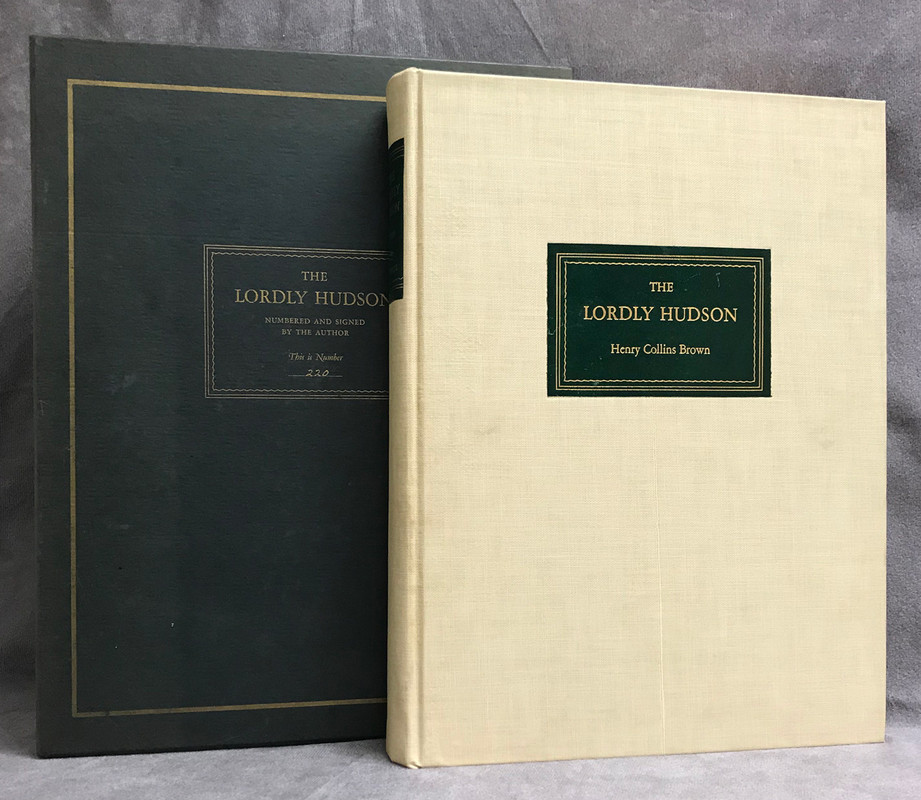 THE
LORDLY HUDSON
NUMBERED AND SIGNED
BY THE AUTHOR
This is Number
220
THE
LORDLY HUDSON
Henry Collins Brown